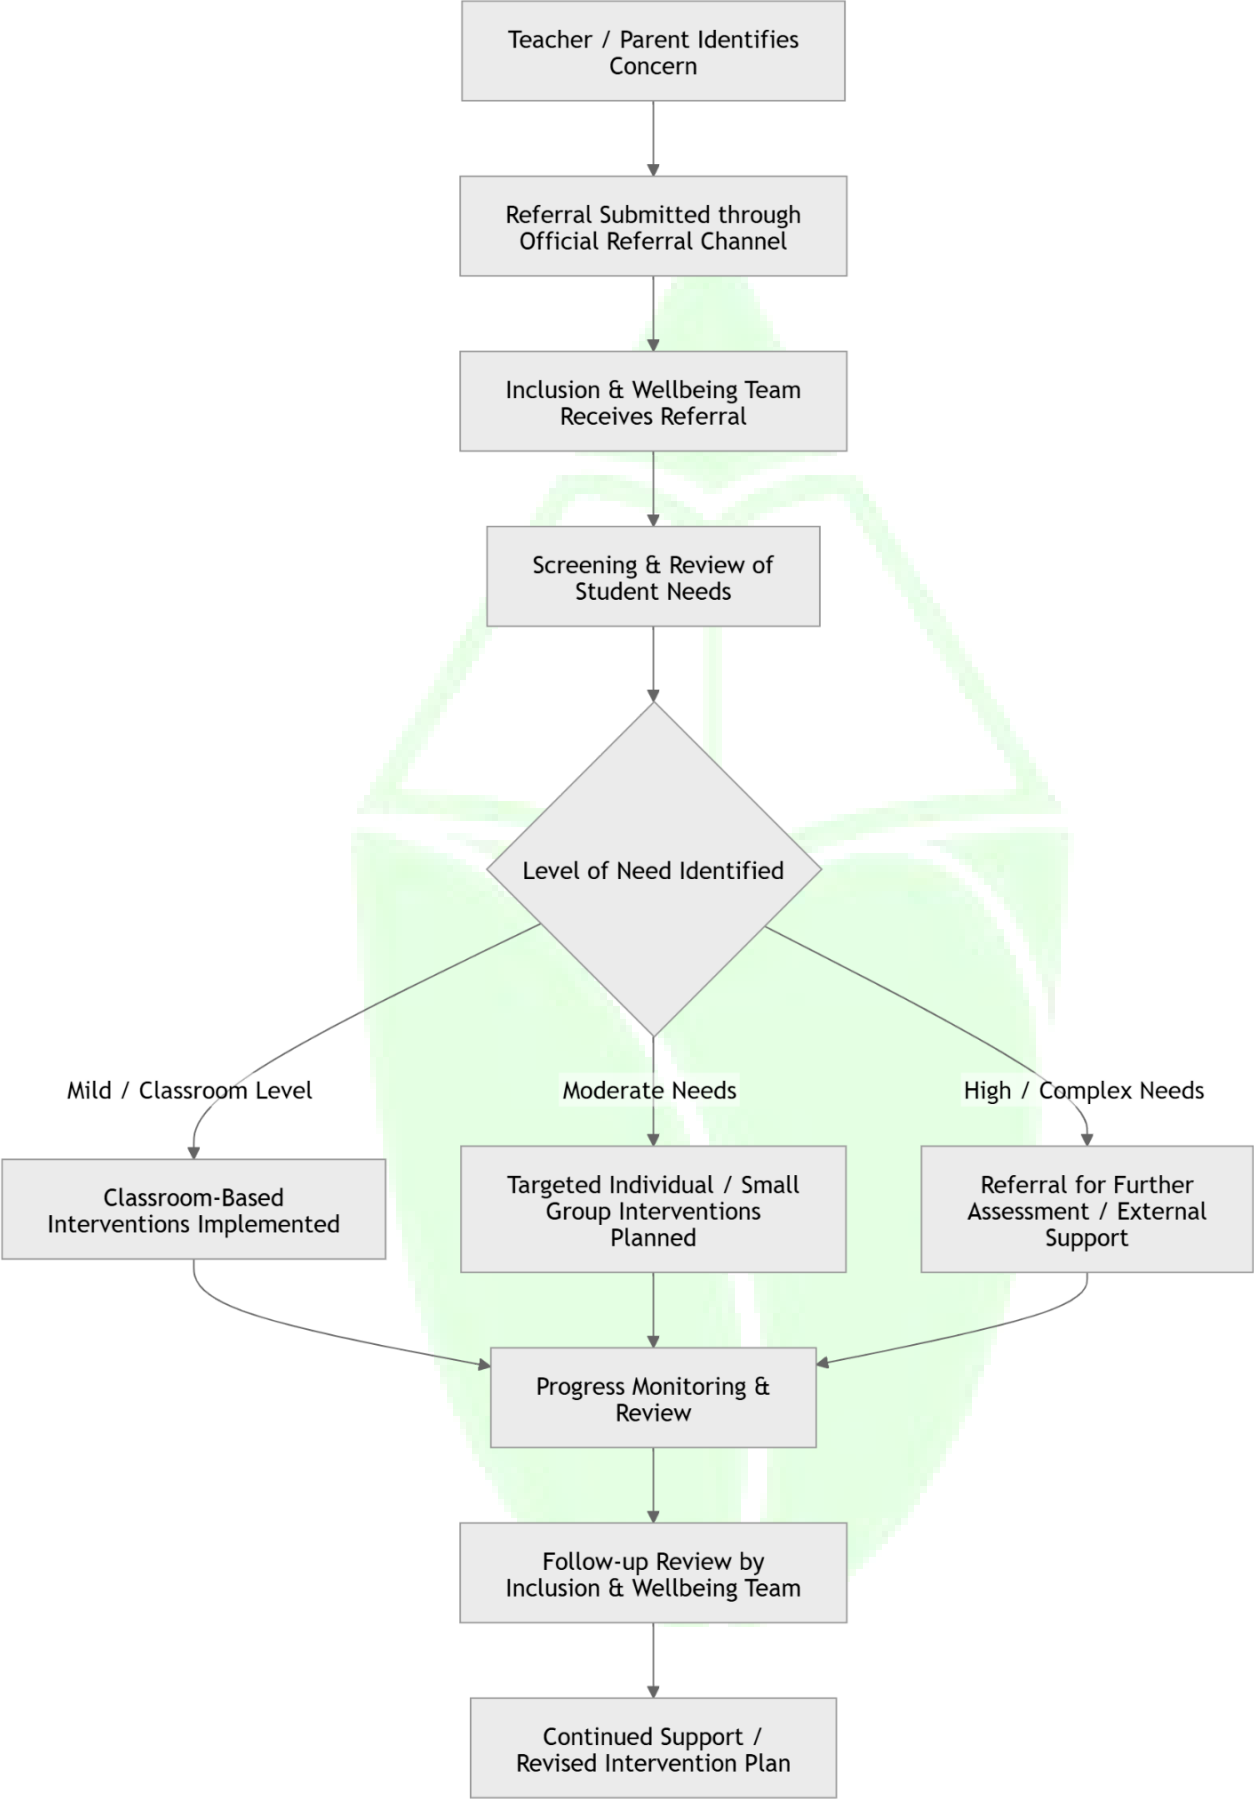 Teacher / Parent Identifies
Concern
Referral Submitted through
Official Referral Channel
Inclusion & Wellbeing Team
Receives Referral
Screening & Review of
Student Needs
Level of Need Identified
Mild / Classroom Level
Moderate Needs
High / Complex Needs
Classroom-Based
Interventions Implemented
Targeted Individual / Small
Group Interventions
Planned
Referral for Further
Assessment / External
Support
Progress Monitoring &
Review
Follow-up Review by
Inclusion & Wellbeing Team
Continued Support /
Revised Intervention Plan